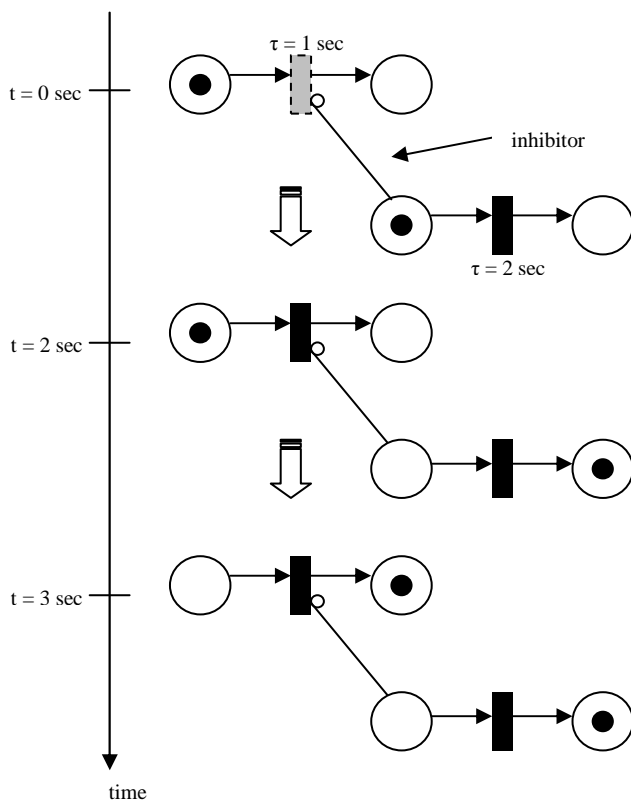 τ = 1 sec
t = 0 sec
inhibitor
τ = 2 sec
t = 2 sec
t = 3 sec
time